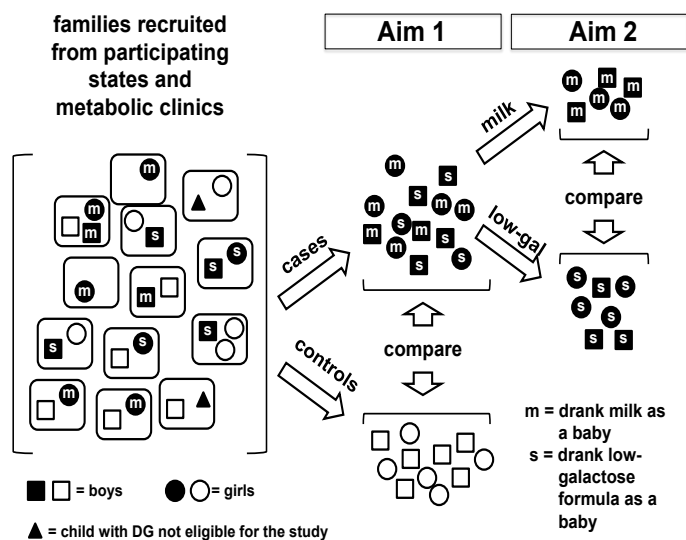 families recruited
from participating
states and
metabolic clinics
Aim 1
Aim 2
m
m
m
s
s
s
m
m
s
s
s
m
m
cases
controls
m
s
s
m
m
m
s
m
m
s
m
s
s
compare
milk
low-gal
m
m
m
m
m
m
compare
s
s
s
s
s
s
s
m = drank milk as
a baby
s = drank low-
galactose
formula as a
baby
= boys
= girls
= child with DG not eligible for the study